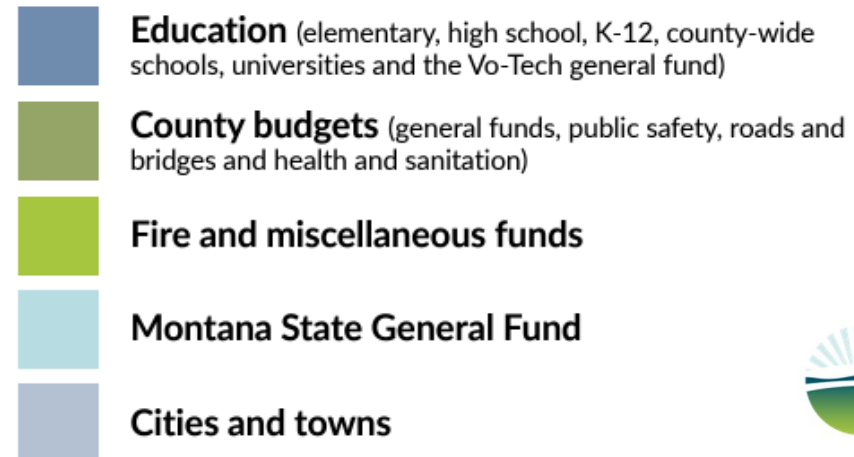 Education (elementary, high school, K-12, county-wide
schools, universities and the Vo-Tech general fund)
County budgets (general funds, public safety, roads and
bridges and health and sanitation)
Fire and miscellaneous funds
Montana State General Fund
Cities and towns